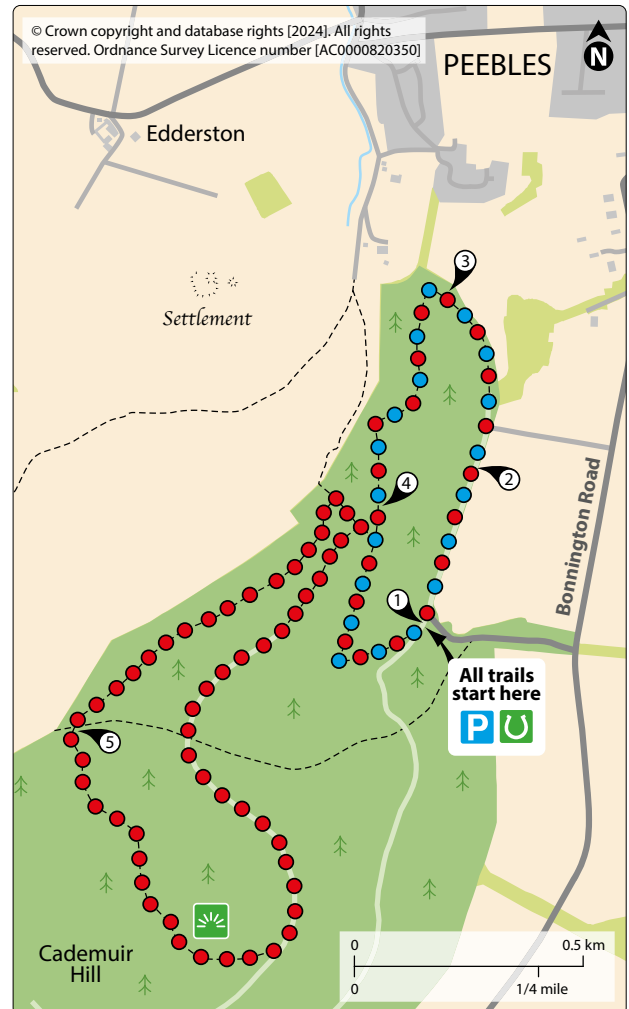 © Crown copyright and database rights [2024]. All rights
reserved. Ordnance Survey Licence number [AC0000820350]
N
PEEBLES
Edderston
3
Settlement
2
4
Bonnington Road
1
All trails
start here
P
5
Cademuir
Hill
0 0.5 km
0 1/4 mile